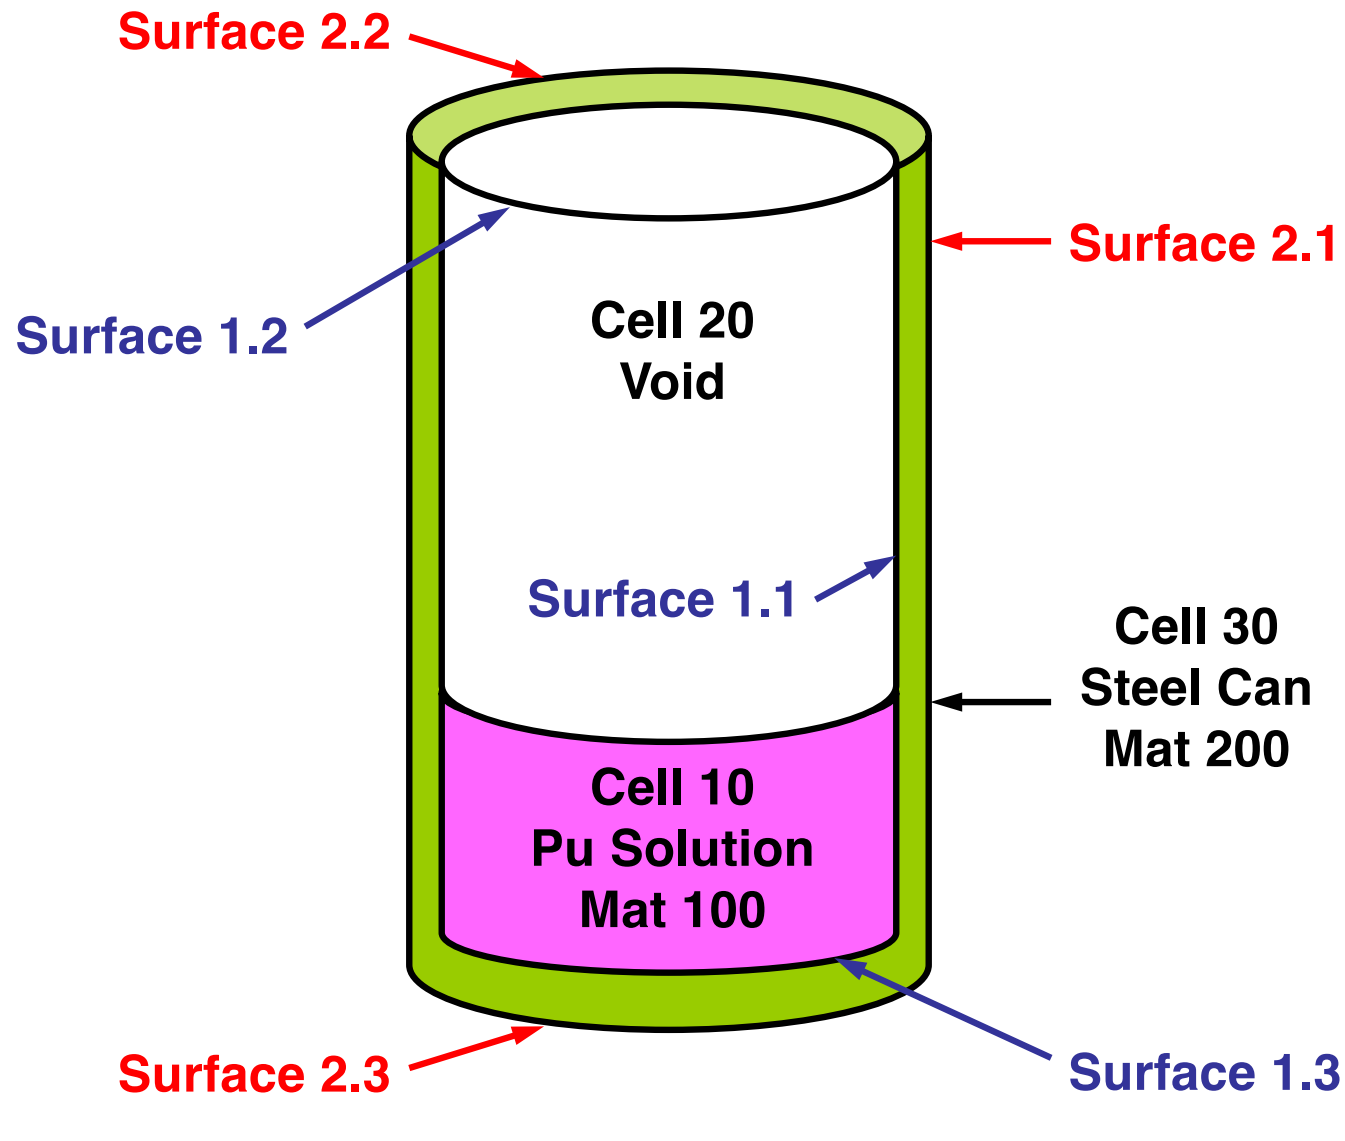 Surface 2.2
Surface 2.1
Surface 1.2
Cell 20
Void
Surface 1.1
Cell 30
Steel Can
Mat 200
Cell 10
Pu Solution
Mat 100
Surface 2.3
Surface 1.3